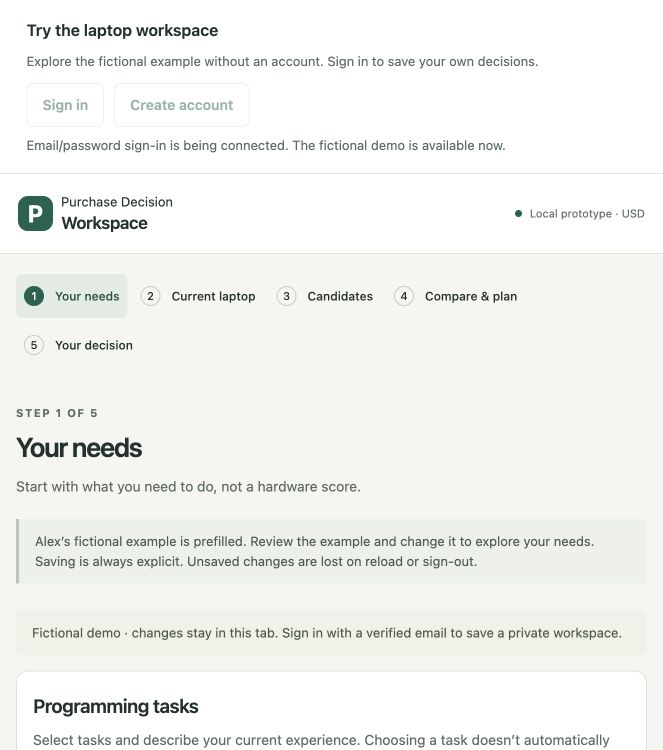 Try the laptop workspace
Explore the fictional example without an account. Sign in to save your own decisions.
Sign in
Create account
Email/password sign-in is being connected. The fictional demo is available now.
P
Purchase Decision
Workspace
Local prototype · USD
1 Your needs
2 Current laptop
3 Candidates
4 Compare & plan
5 Your decision
STEP 1 OF 5
Your needs
Start with what you need to do, not a hardware score.
Alex’s fictional example is prefilled. Review the example and change it to explore your needs.
Saving is always explicit. Unsaved changes are lost on reload or sign-out.
Fictional demo · changes stay in this tab. Sign in with a verified email to save a private workspace.
Programming tasks
Select tasks and describe your current experience. Choosing a task doesn’t automatically